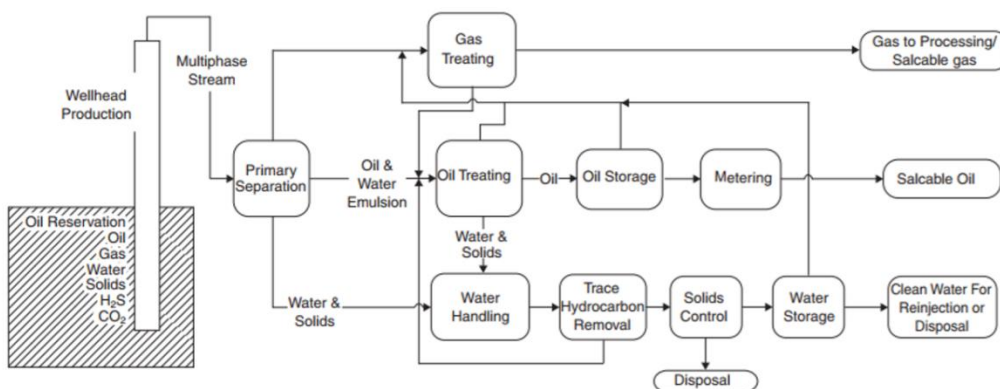 Gas
Treating
Gas to Processing/
Salcable gas
Multiphase
Stream
Wellhead
Production
Primary
Separation
Oil &
Water
Emulsion
Oil Treating
Oil
Oil Storage
Metering
Salcable Oil
Oil Reservation
Oil
Gas
Water
Solids
H₂S
CO₂
Water &
Solids
Water &
Solids
Water
Handling
Trace
Hydrocarbon
Removal
Solids
Control
Water
Storage
Clean Water For
Reinjection or
Disposal
Disposal